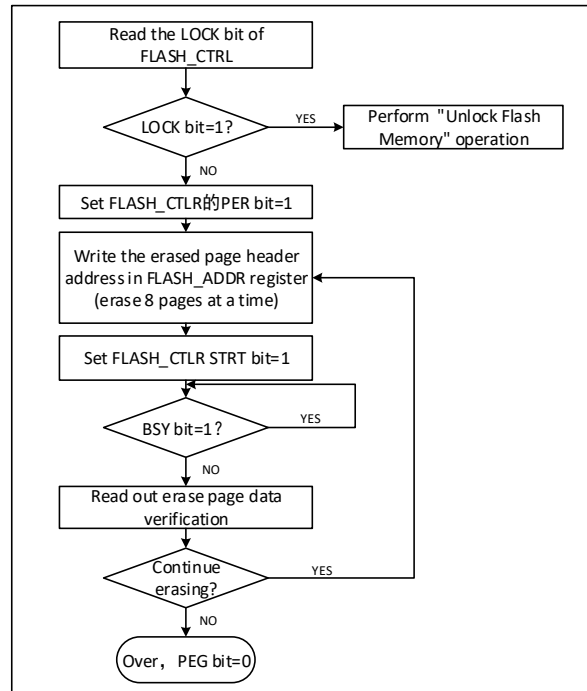 Read the LOCK bit of
FLASH_CTRL
LOCK bit=1?
YES
Perform "Unlock Flash
Memory" operation
NO
Set FLASH_CTLR的PER bit=1
Write the erased page header
address in FLASH_ADDR register
(erase 8 pages at a time)
Set FLASH_CTLR STRT bit=1
BSY bit=1?
YES
NO
Read out erase page data
verification
Continue
erasing?
YES
NO
Over，PEG bit=0